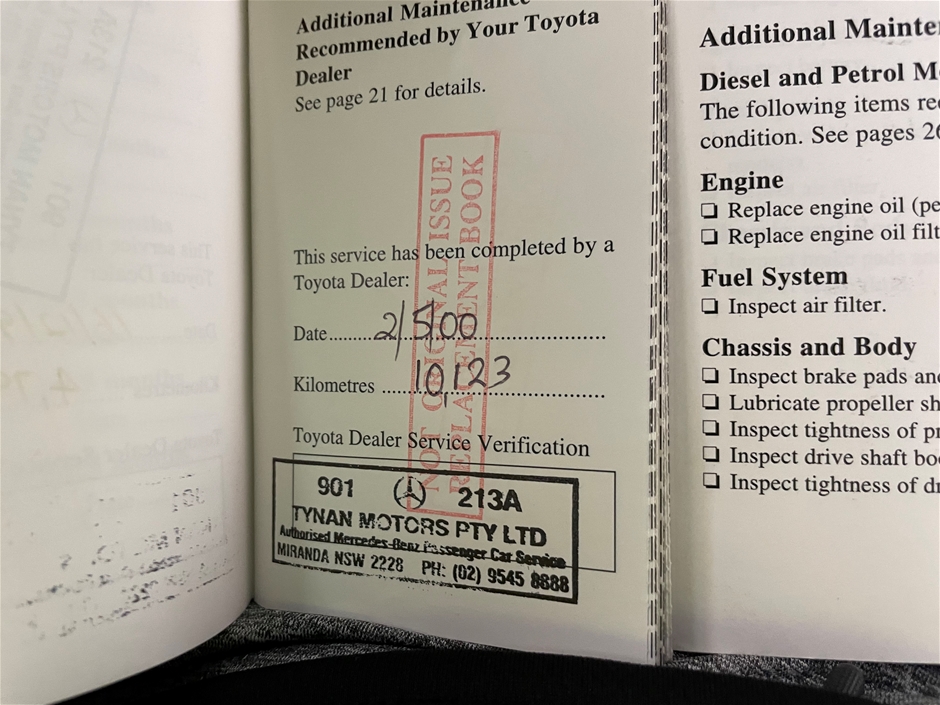 Additional Maintenance
Recommended by Your Toyota
Dealer
See page 21 for details.
NOT ORIGINAL ISSUE
REPLACEMENT BOOK
This service has been completed by a
Toyota Dealer:
Date..........2/5/00......................
Kilometres .....10,123..................
Toyota Dealer Service Verification
901 213A
TYNAN MOTORS PTY LTD
Authorised Mercedes-Benz Passenger Car Service
MIRANDA NSW 2228 PH: (02) 9545 8888
Additional Mainte
Diesel and Petrol M
The following items re
condition. See pages 2
Engine
❏ Replace engine oil (pe
❏ Replace engine oil filt
Fuel System
❏ Inspect air filter.
Chassis and Body
❏ Inspect brake pads an
❏ Lubricate propeller sh
❏ Inspect tightness of pr
❏ Inspect drive shaft bo
❏ Inspect tightness of dr